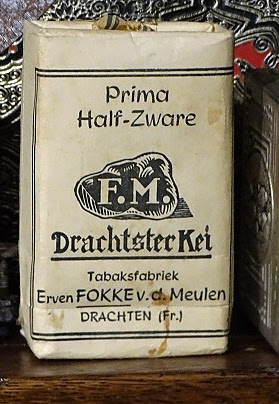 Prima
Half-Zware
F.M.
Drachtster Kei
Tabaksfabriek
Erven FOKKE v. d. Meulen
DRACHTEN (Fr.)